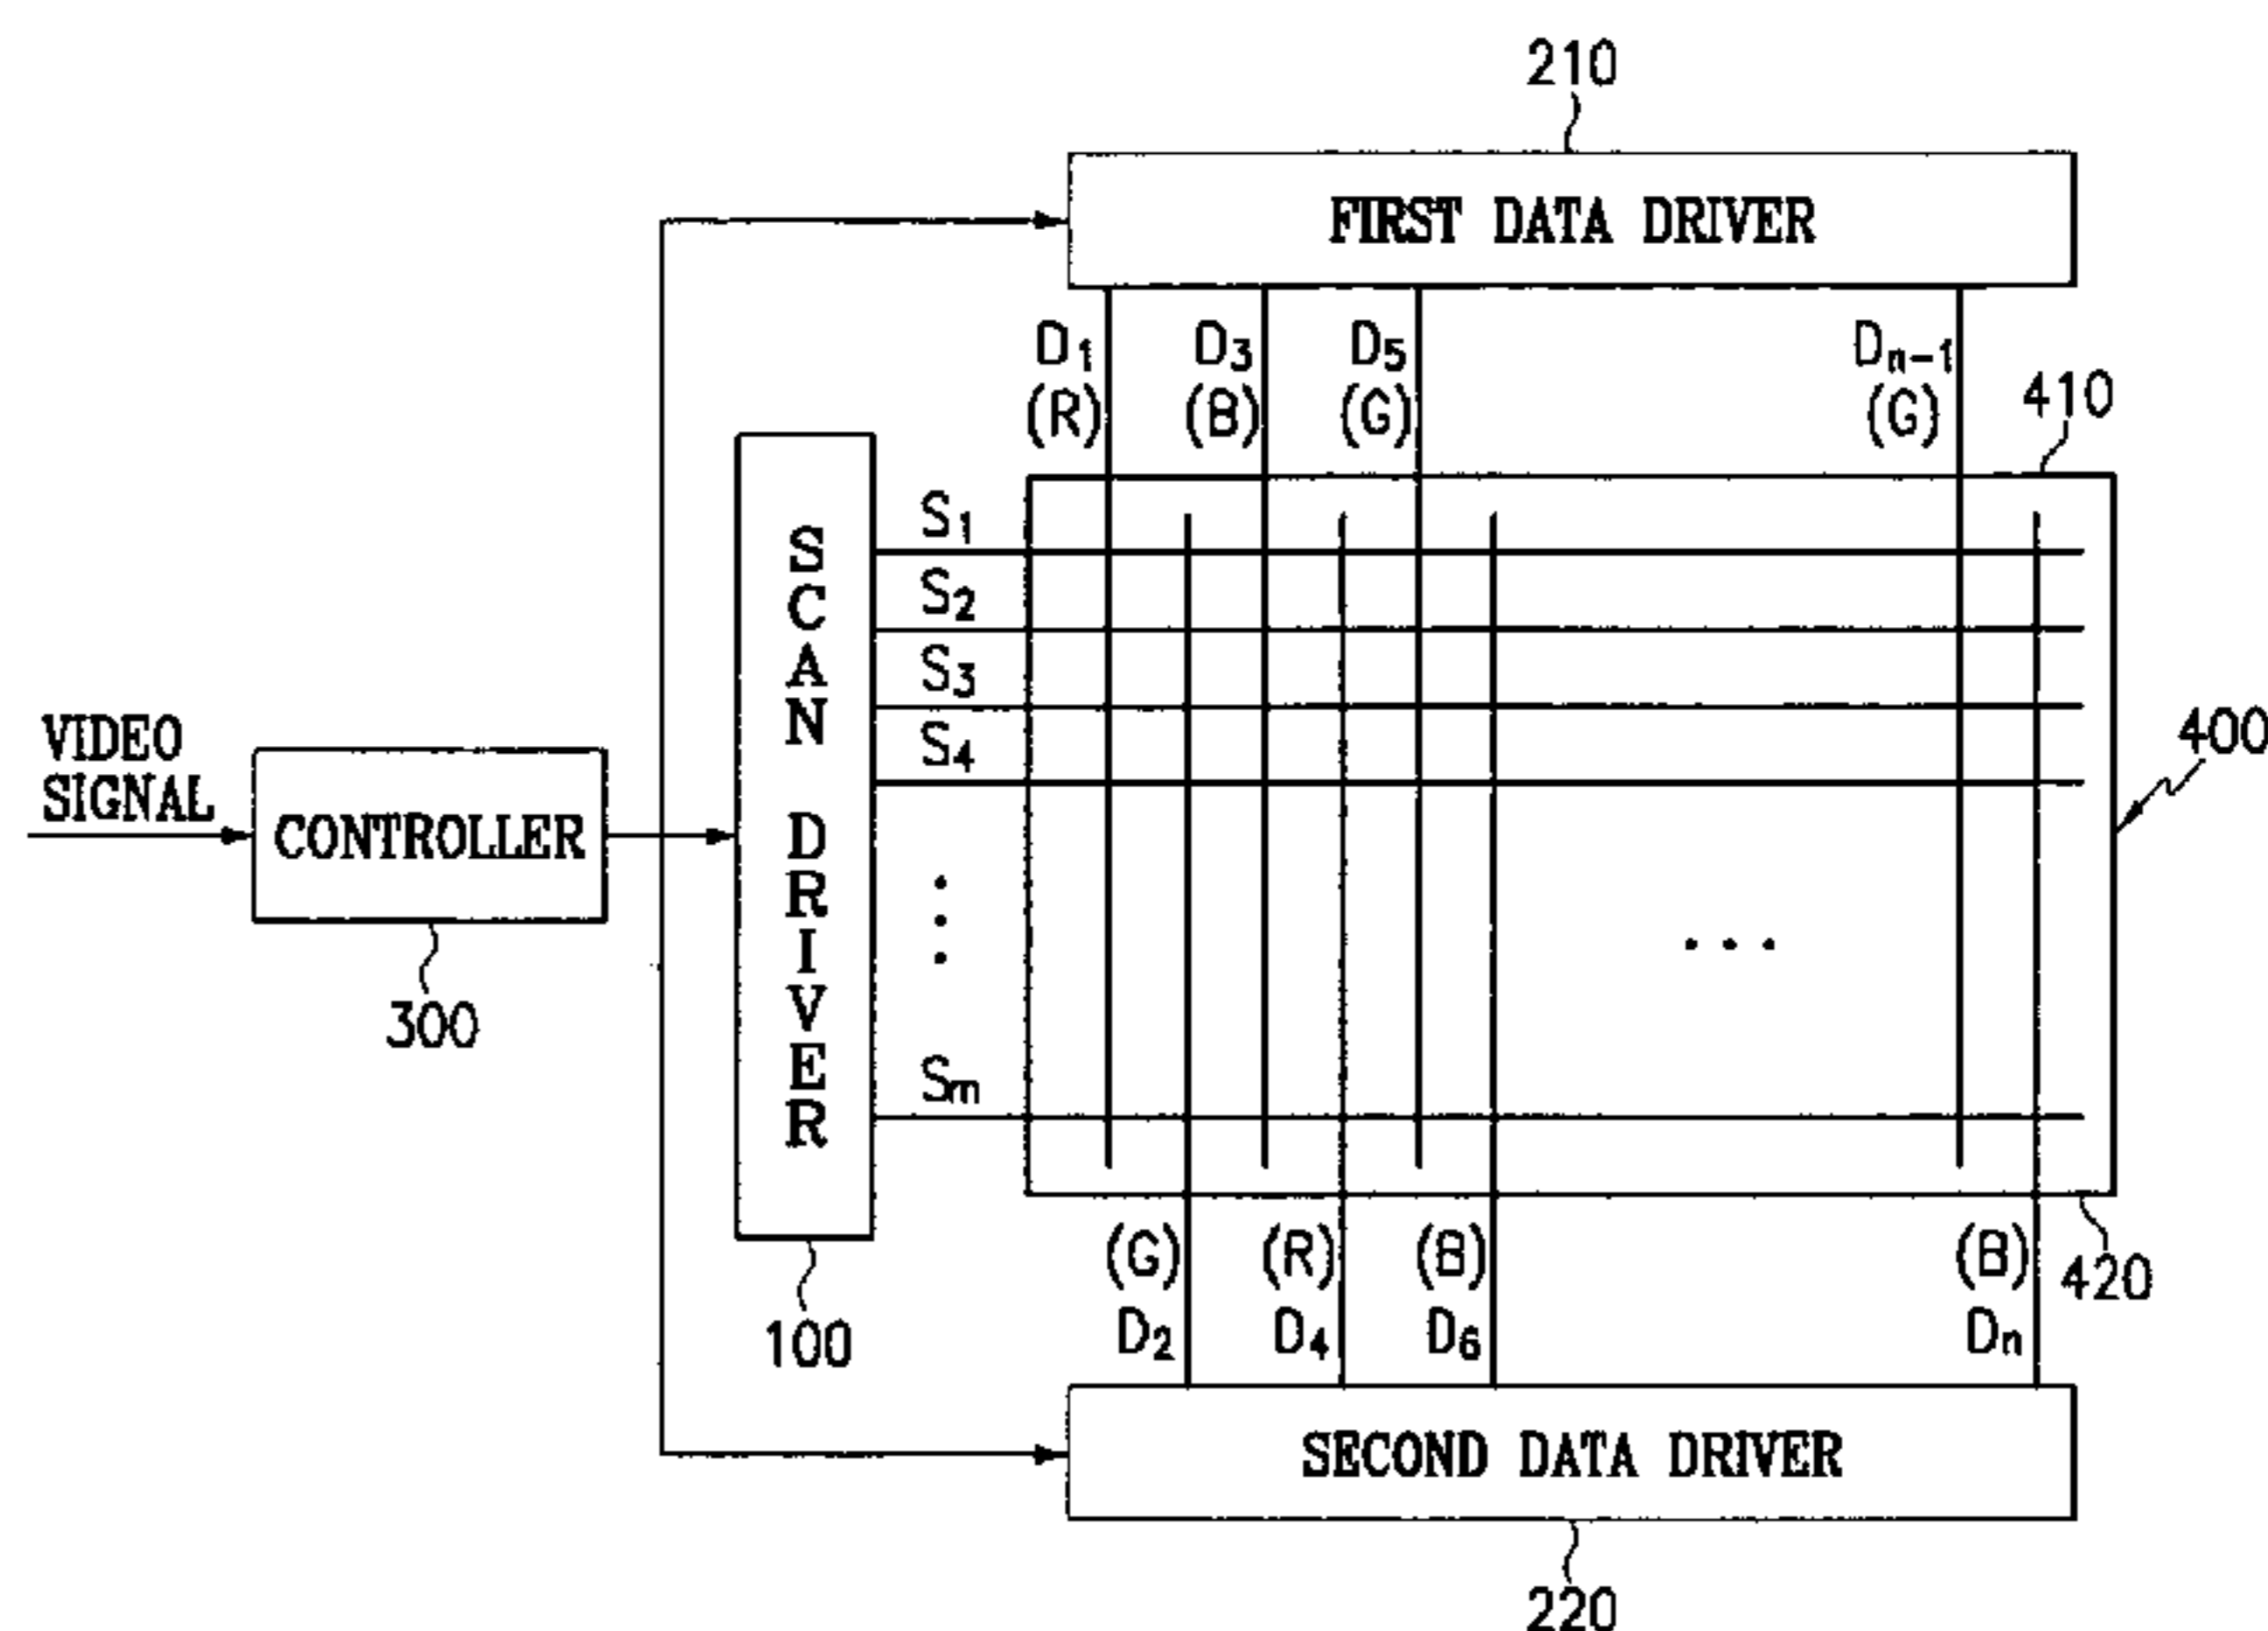 210
FIRST DATA DRIVER
D1 D3 D5 Dn-1
(R) (B) (G) (G)
410
S1
S2
S3
S4
Sm
SCAN DRIVER
400
VIDEO
SIGNAL
CONTROLLER
300
100
(G) (R) (B) (B)
D2 D4 D6 Dn
420
SECOND DATA DRIVER
220